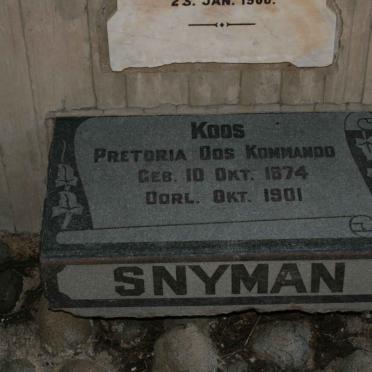 23. JAN. 1900.
KOOS
PRETORIA OOS KOMMANDO
GEB. 10 OKT. 1874
OORL. OKT. 1901
SNYMAN